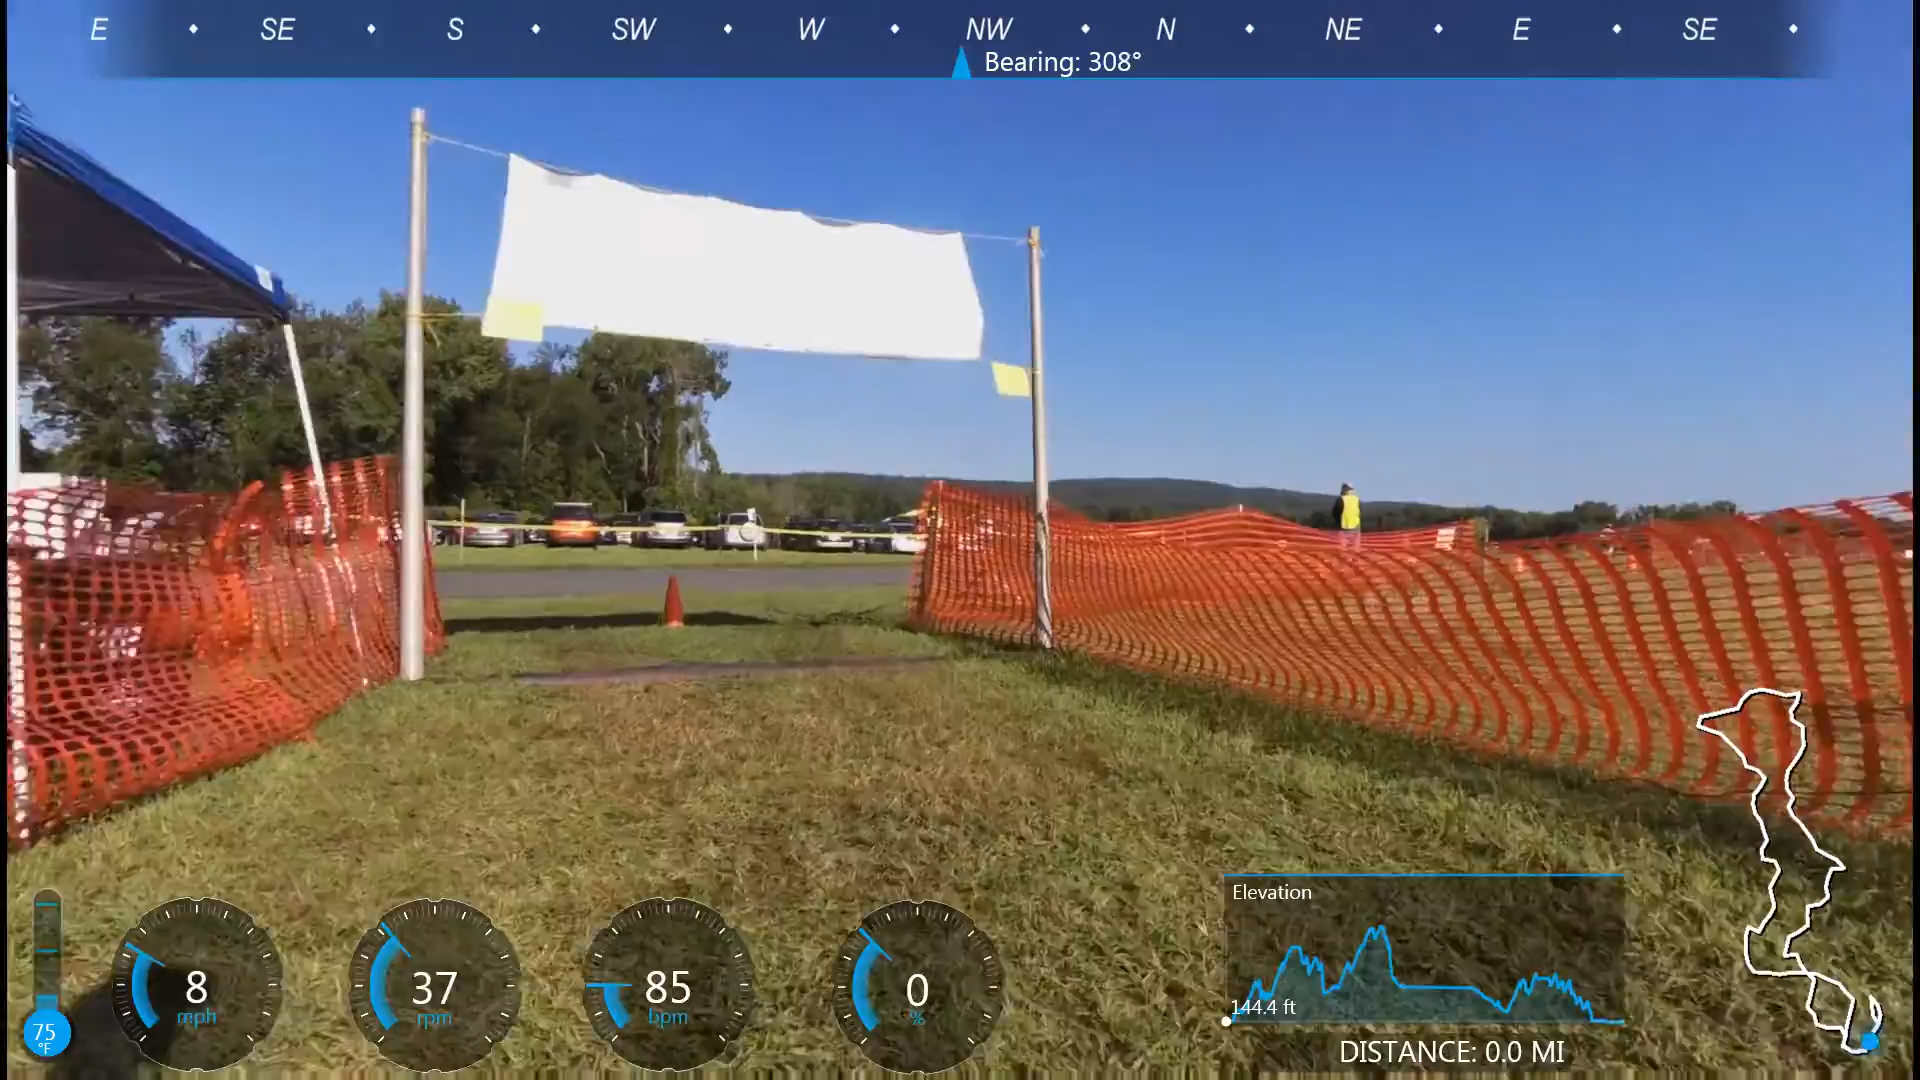 E SE S SW W NW N NE E SE
Bearing: 308°
Elevation
144.4 ft
8
mph
37
rpm
85
bpm
0
%
75
°F
DISTANCE: 0.0 MI